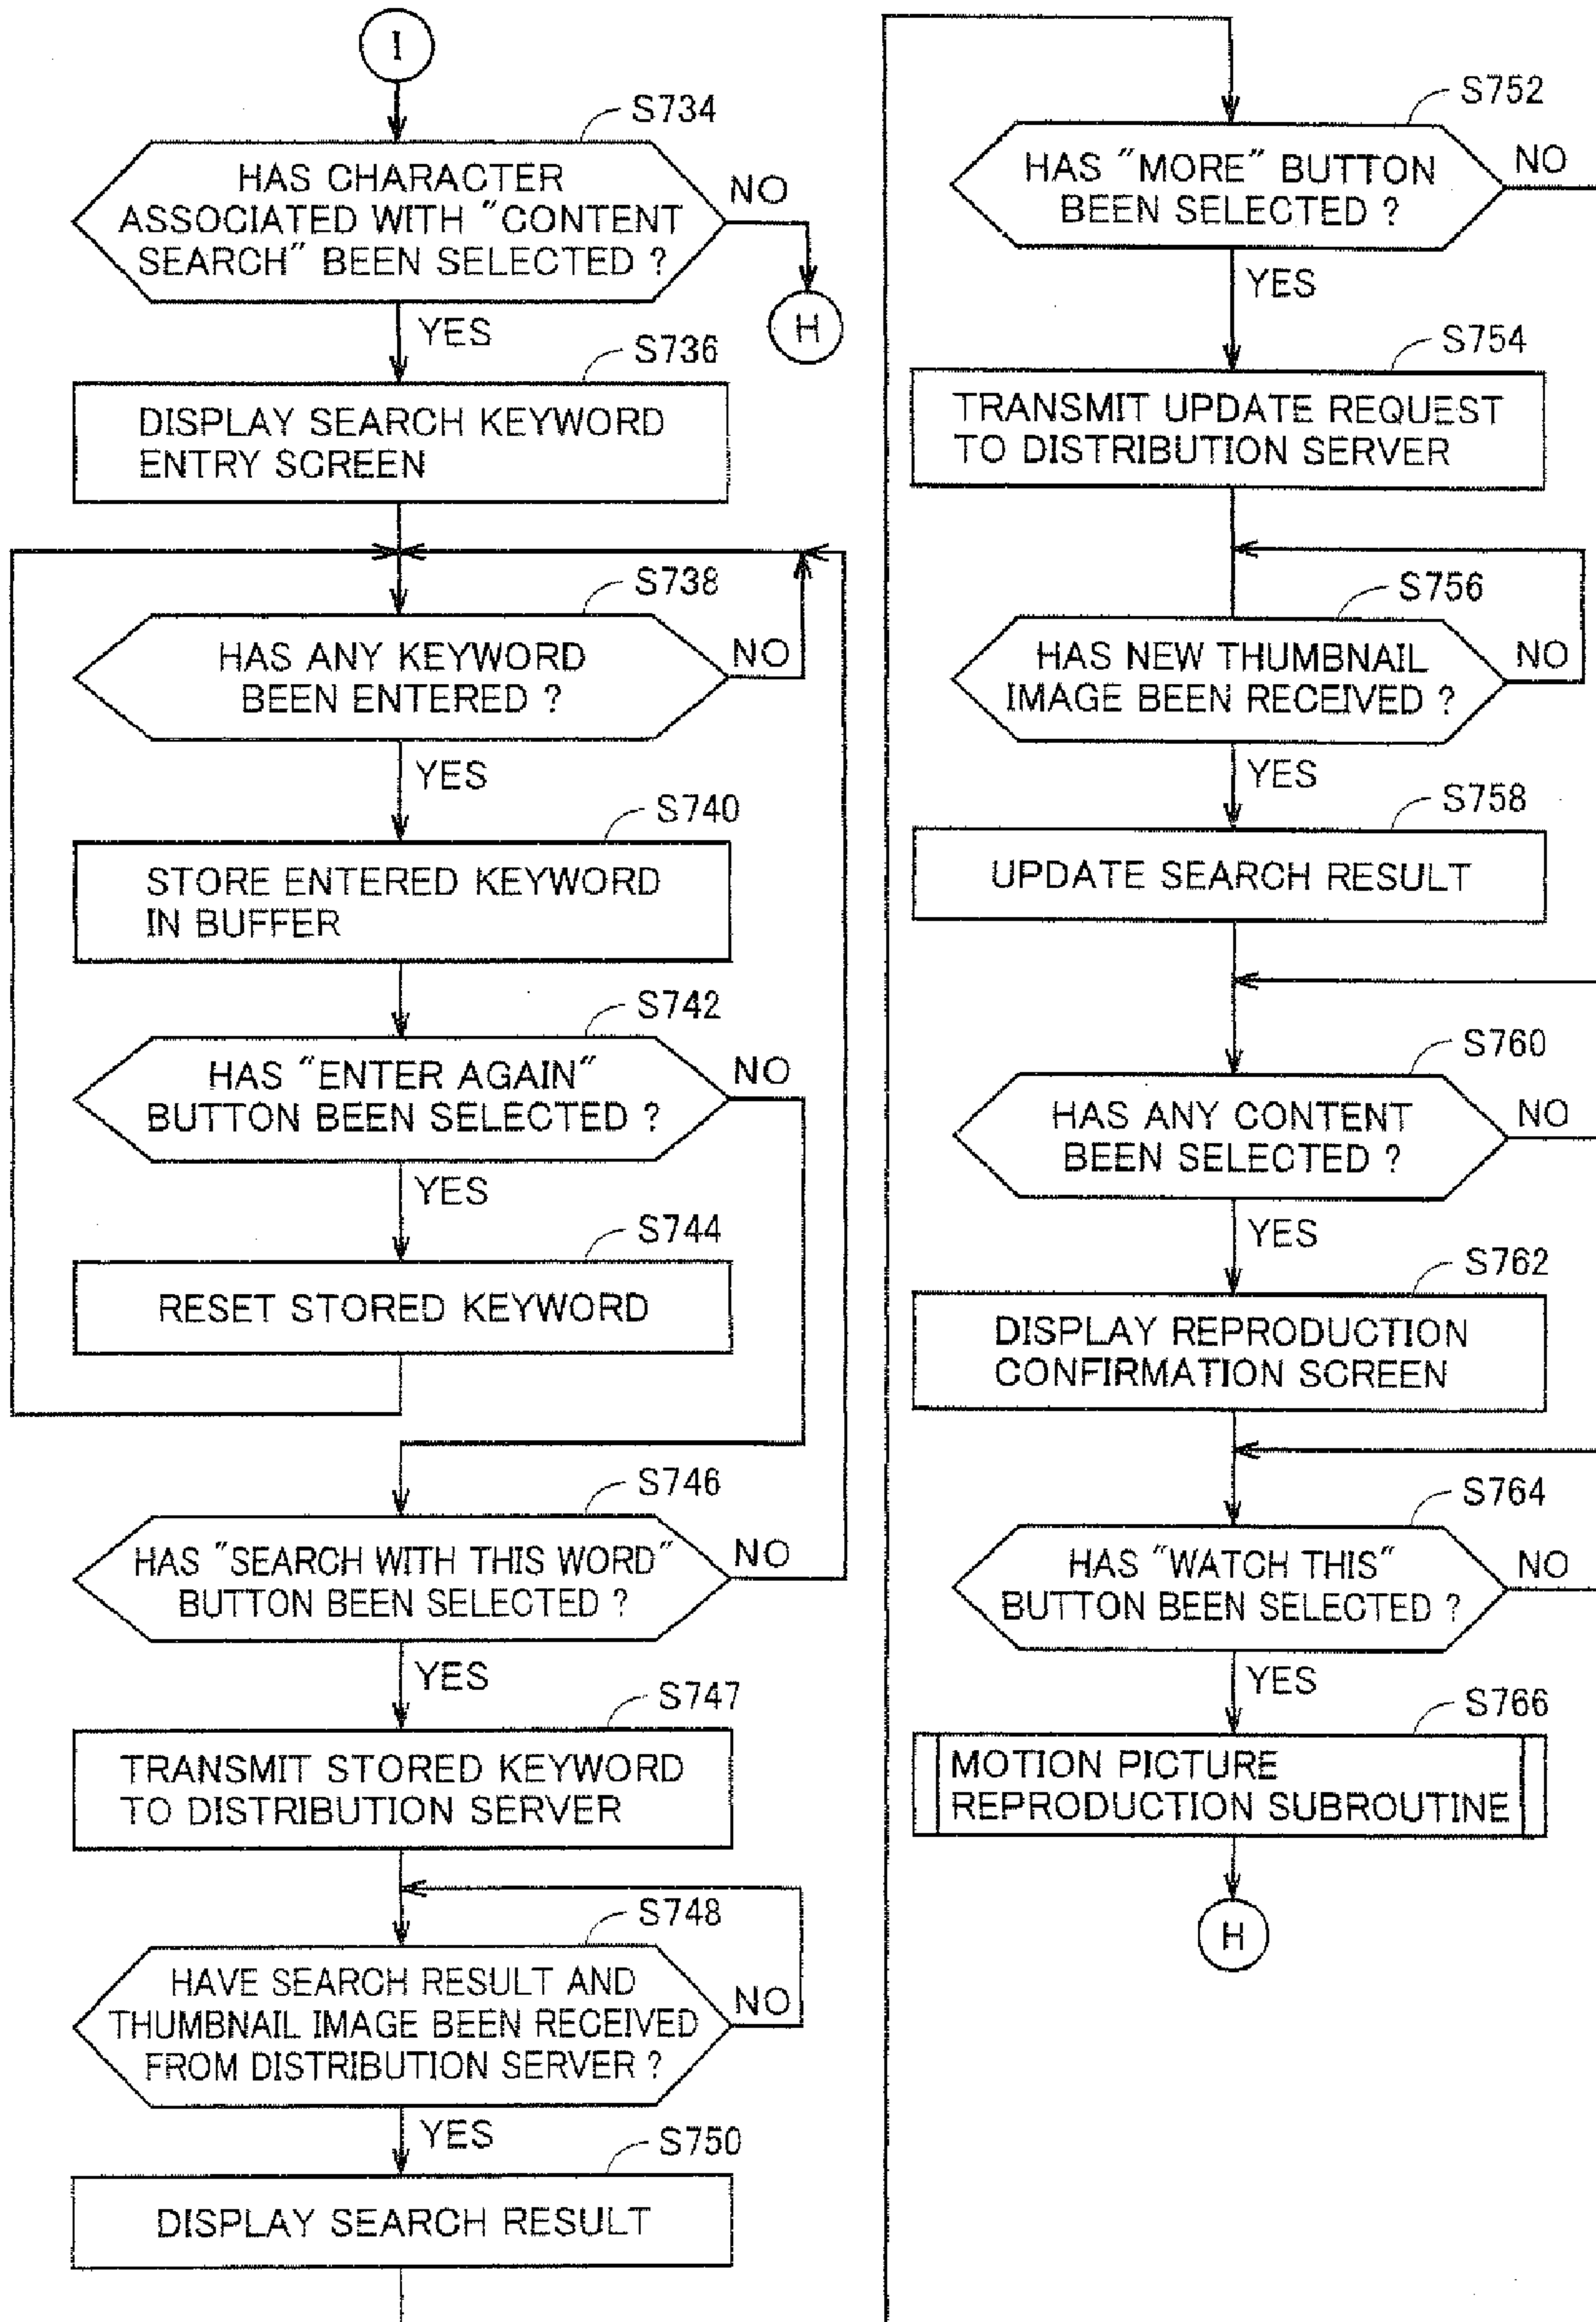 I
S734
HAS CHARACTER
ASSOCIATED WITH "CONTENT
SEARCH" BEEN SELECTED ?
NO
H
YES
S736
DISPLAY SEARCH KEYWORD
ENTRY SCREEN
S738
HAS ANY KEYWORD
BEEN ENTERED ?
NO
YES
S740
STORE ENTERED KEYWORD
IN BUFFER
S742
HAS "ENTER AGAIN"
BUTTON BEEN SELECTED ?
NO
YES
S744
RESET STORED KEYWORD
S746
HAS "SEARCH WITH THIS WORD"
BUTTON BEEN SELECTED ?
NO
YES
S747
TRANSMIT STORED KEYWORD
TO DISTRIBUTION SERVER
S748
HAVE SEARCH RESULT AND
THUMBNAIL IMAGE BEEN RECEIVED
FROM DISTRIBUTION SERVER ?
NO
YES
S750
DISPLAY SEARCH RESULT
S752
HAS "MORE" BUTTON
BEEN SELECTED ?
NO
YES
S754
TRANSMIT UPDATE REQUEST
TO DISTRIBUTION SERVER
S756
HAS NEW THUMBNAIL
IMAGE BEEN RECEIVED ?
NO
YES
S758
UPDATE SEARCH RESULT
S760
HAS ANY CONTENT
BEEN SELECTED ?
NO
YES
S762
DISPLAY REPRODUCTION
CONFIRMATION SCREEN
S764
HAS "WATCH THIS"
BUTTON BEEN SELECTED ?
NO
YES
S766
MOTION PICTURE
REPRODUCTION SUBROUTINE
H